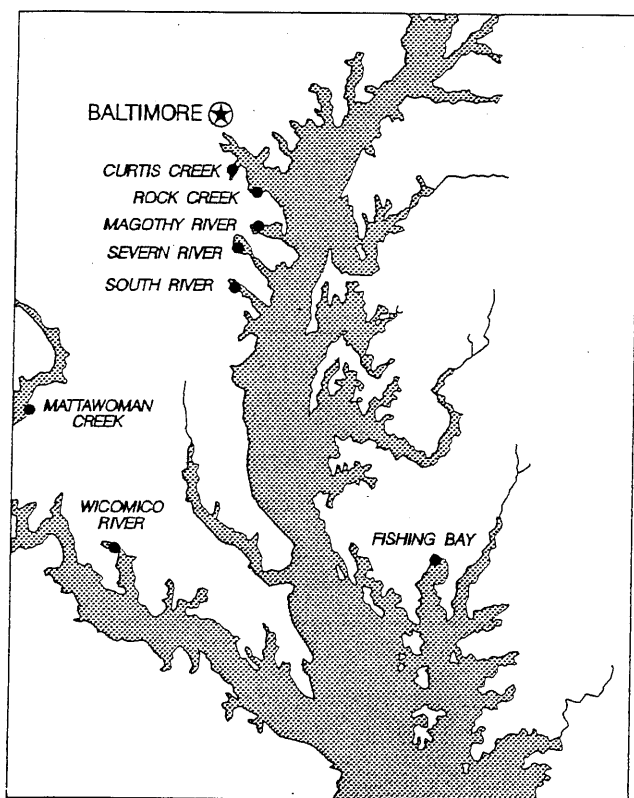 BALTIMORE
CURTIS CREEK
ROCK CREEK
MAGOTHY RIVER
SEVERN RIVER
SOUTH RIVER
MATTAWOMAN
CREEK
WICOMICO
RIVER
FISHING BAY